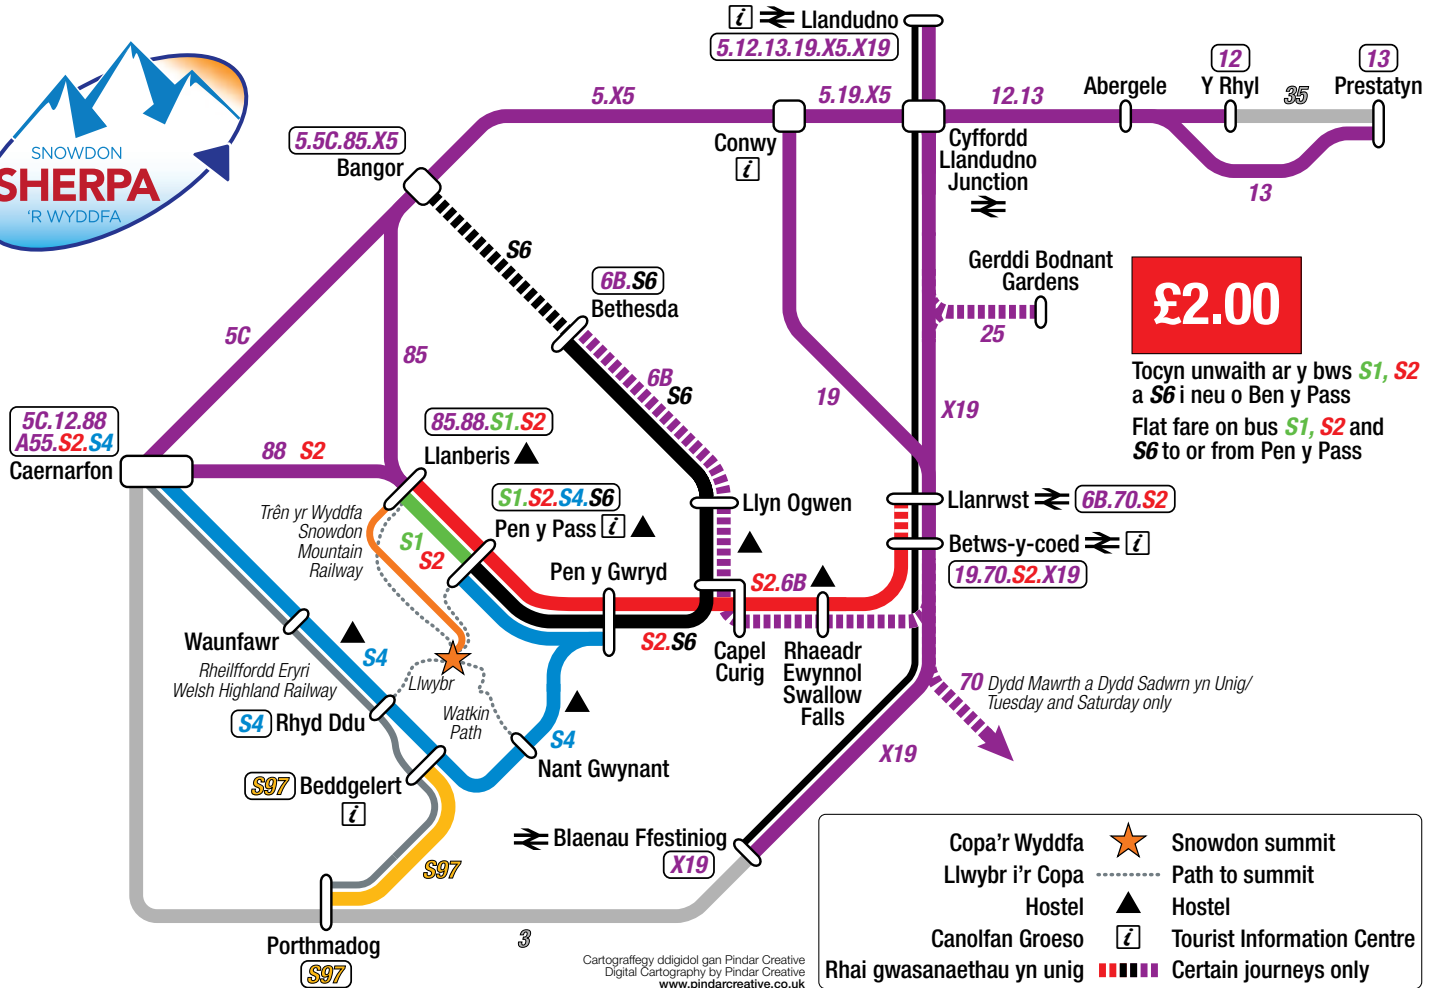 SNOWDON
SHERPA
'R WYDDFA
i Llandudno
5.12.13.19.X5.X19
5.X5
5.19.X5
12.13
Abergele
12
Y Rhyl
35
13
Prestatyn
13
5.5C.85.X5
Bangor
Conwy
i
Cyffordd
Llandudno
Junction
S6
6B.S6
Bethesda
Gerddi Bodnant
Gardens
25
£2.00
Tocyn unwaith ar y bws S1, S2
a S6 i neu o Ben y Pass
Flat fare on bus S1, S2 and
S6 to or from Pen y Pass
5C
85
6B
S6
19
X19
5C.12.88
A55.S2.S4
Caernarfon
88 S2
85.88.S1.S2
Llanberis
S1.S2.S4.S6
Pen y Pass i
Llyn Ogwen
Llanrwst
6B.70.S2
Betws-y-coed i
19.70.S2.X19
Trên yr Wyddfa
Snowdon
Mountain
Railway
S1
S2
Pen y Gwryd
S2.6B
S2.S6
Capel
Curig
Rhaeadr
Ewynnol
Swallow
Falls
Waunfawr
S4
Rheilffordd Eryri
Welsh Highland Railway
Llwybr
Watkin
Path
S4 Rhyd Ddu
S4
Nant Gwynant
70 Dydd Mawrth a Dydd Sadwrn yn Unig/
Tuesday and Saturday only
X19
S97 Beddgelert
i
S97
Blaenau Ffestiniog
X19
Porthmadog
S97
3
Cartograffegy ddigidol gan Pindar Creative
Digital Cartography by Pindar Creative
www.pindarcreative.co.uk
Copa'r Wyddfa Snowdon summit
Llwybr i'r Copa Path to summit
Hostel Hostel
Canolfan Groeso i Tourist Information Centre
Rhai gwasanaethau yn unig Certain journeys only